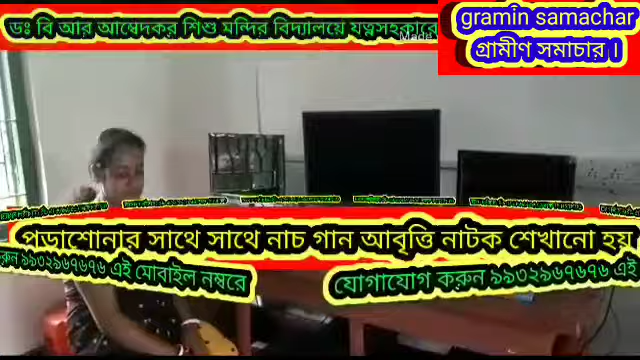 ডঃ বি আর আম্বেদকর শিশু মন্দির বিদ্যালয়ে যত্নসহকারে
Made
gramin samachar
গ্রামীণ সমাচার ।
পড়াশোনার সাথে সাথে নাচ গান আবৃত্তি নাটক শেখানো হয়
রুন ৯৯৩২৯৬৭৬৭৬ এই মোবাইল নম্বরে
যোগাযোগ করুন ৯৯৩২৯৬৭৬৭৬ এই